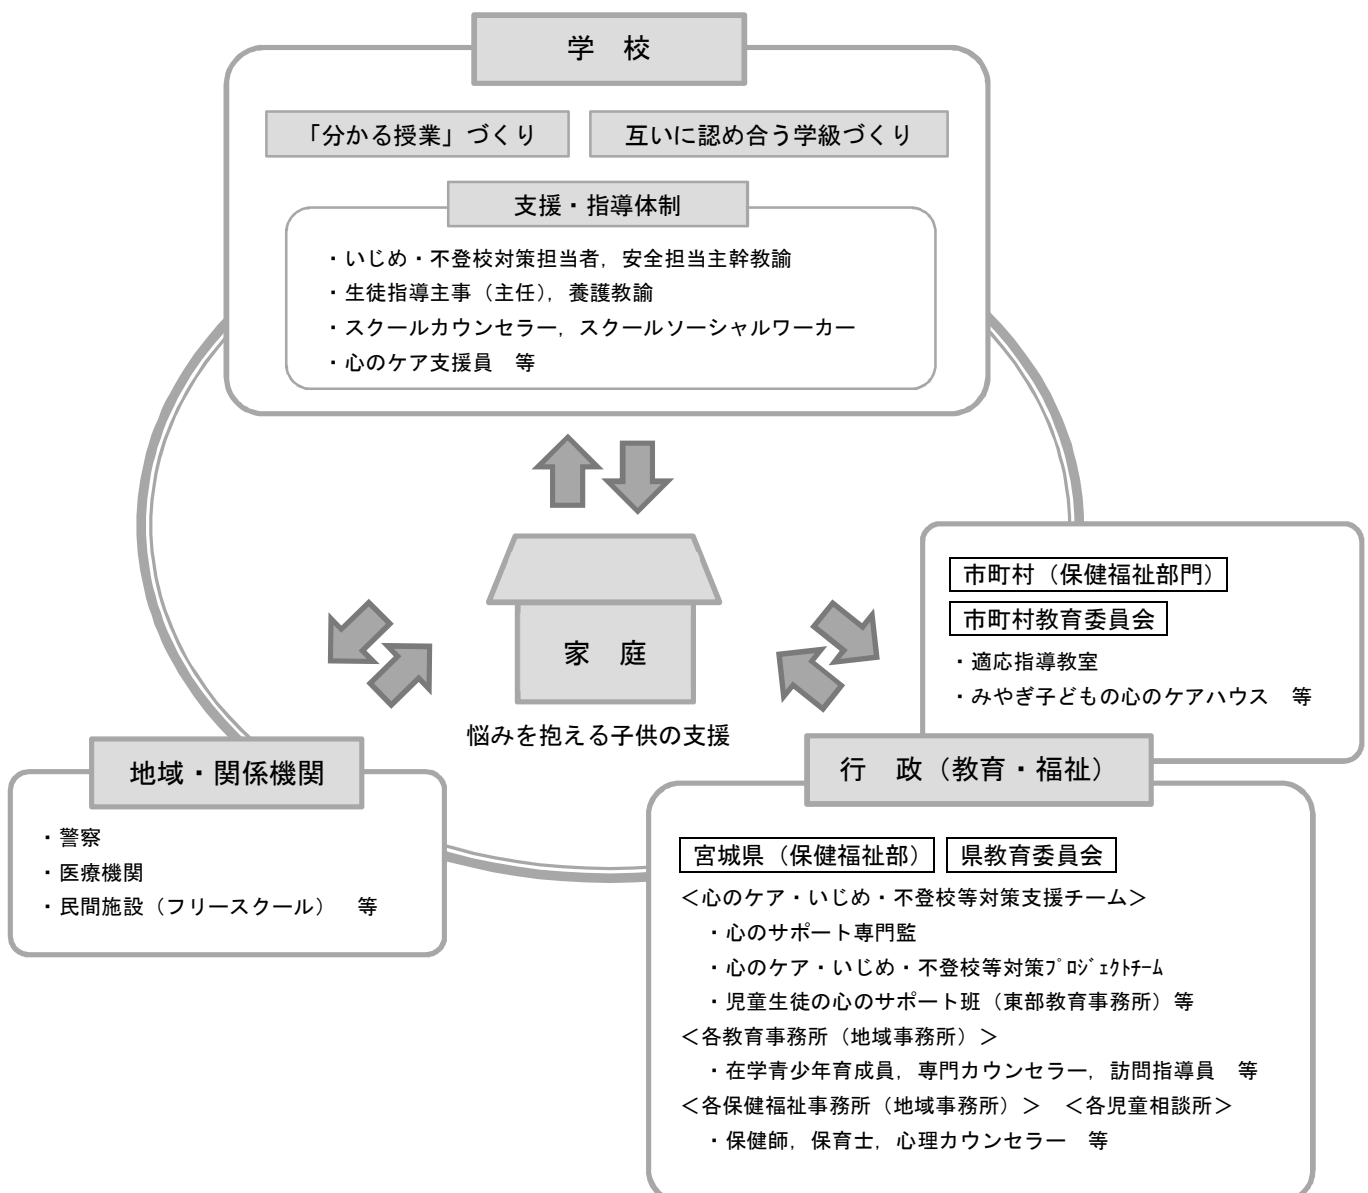 学　校
「分かる授業」づくり
互いに認め合う学級づくり
支援・指導体制
・いじめ・不登校対策担当者，安全担当主幹教諭
・生徒指導主事（主任），養護教諭
・スクールカウンセラー，スクールソーシャルワーカー
・心のケア支援員　等
家　庭
悩みを抱える子供の支援
市町村（保健福祉部門）
市町村教育委員会
・適応指導教室
・みやぎ子どもの心のケアハウス　等
地域・関係機関
・警察
・医療機関
・民間施設（フリースクール）　等
行　政（教育・福祉）
宮城県（保健福祉部）
県教育委員会
＜心のケア・いじめ・不登校等対策支援チーム＞
・心のサポート専門監
・心のケア・いじめ・不登校等対策ﾌﾟﾛｼﾞｪｸﾄﾁｰﾑ
・児童生徒の心のサポート班（東部教育事務所）等
＜各教育事務所（地域事務所）＞
・在学青少年育成員，専門カウンセラー，訪問指導員　等
＜各保健福祉事務所（地域事務所）＞　＜各児童相談所＞
・保健師，保育士，心理カウンセラー　等